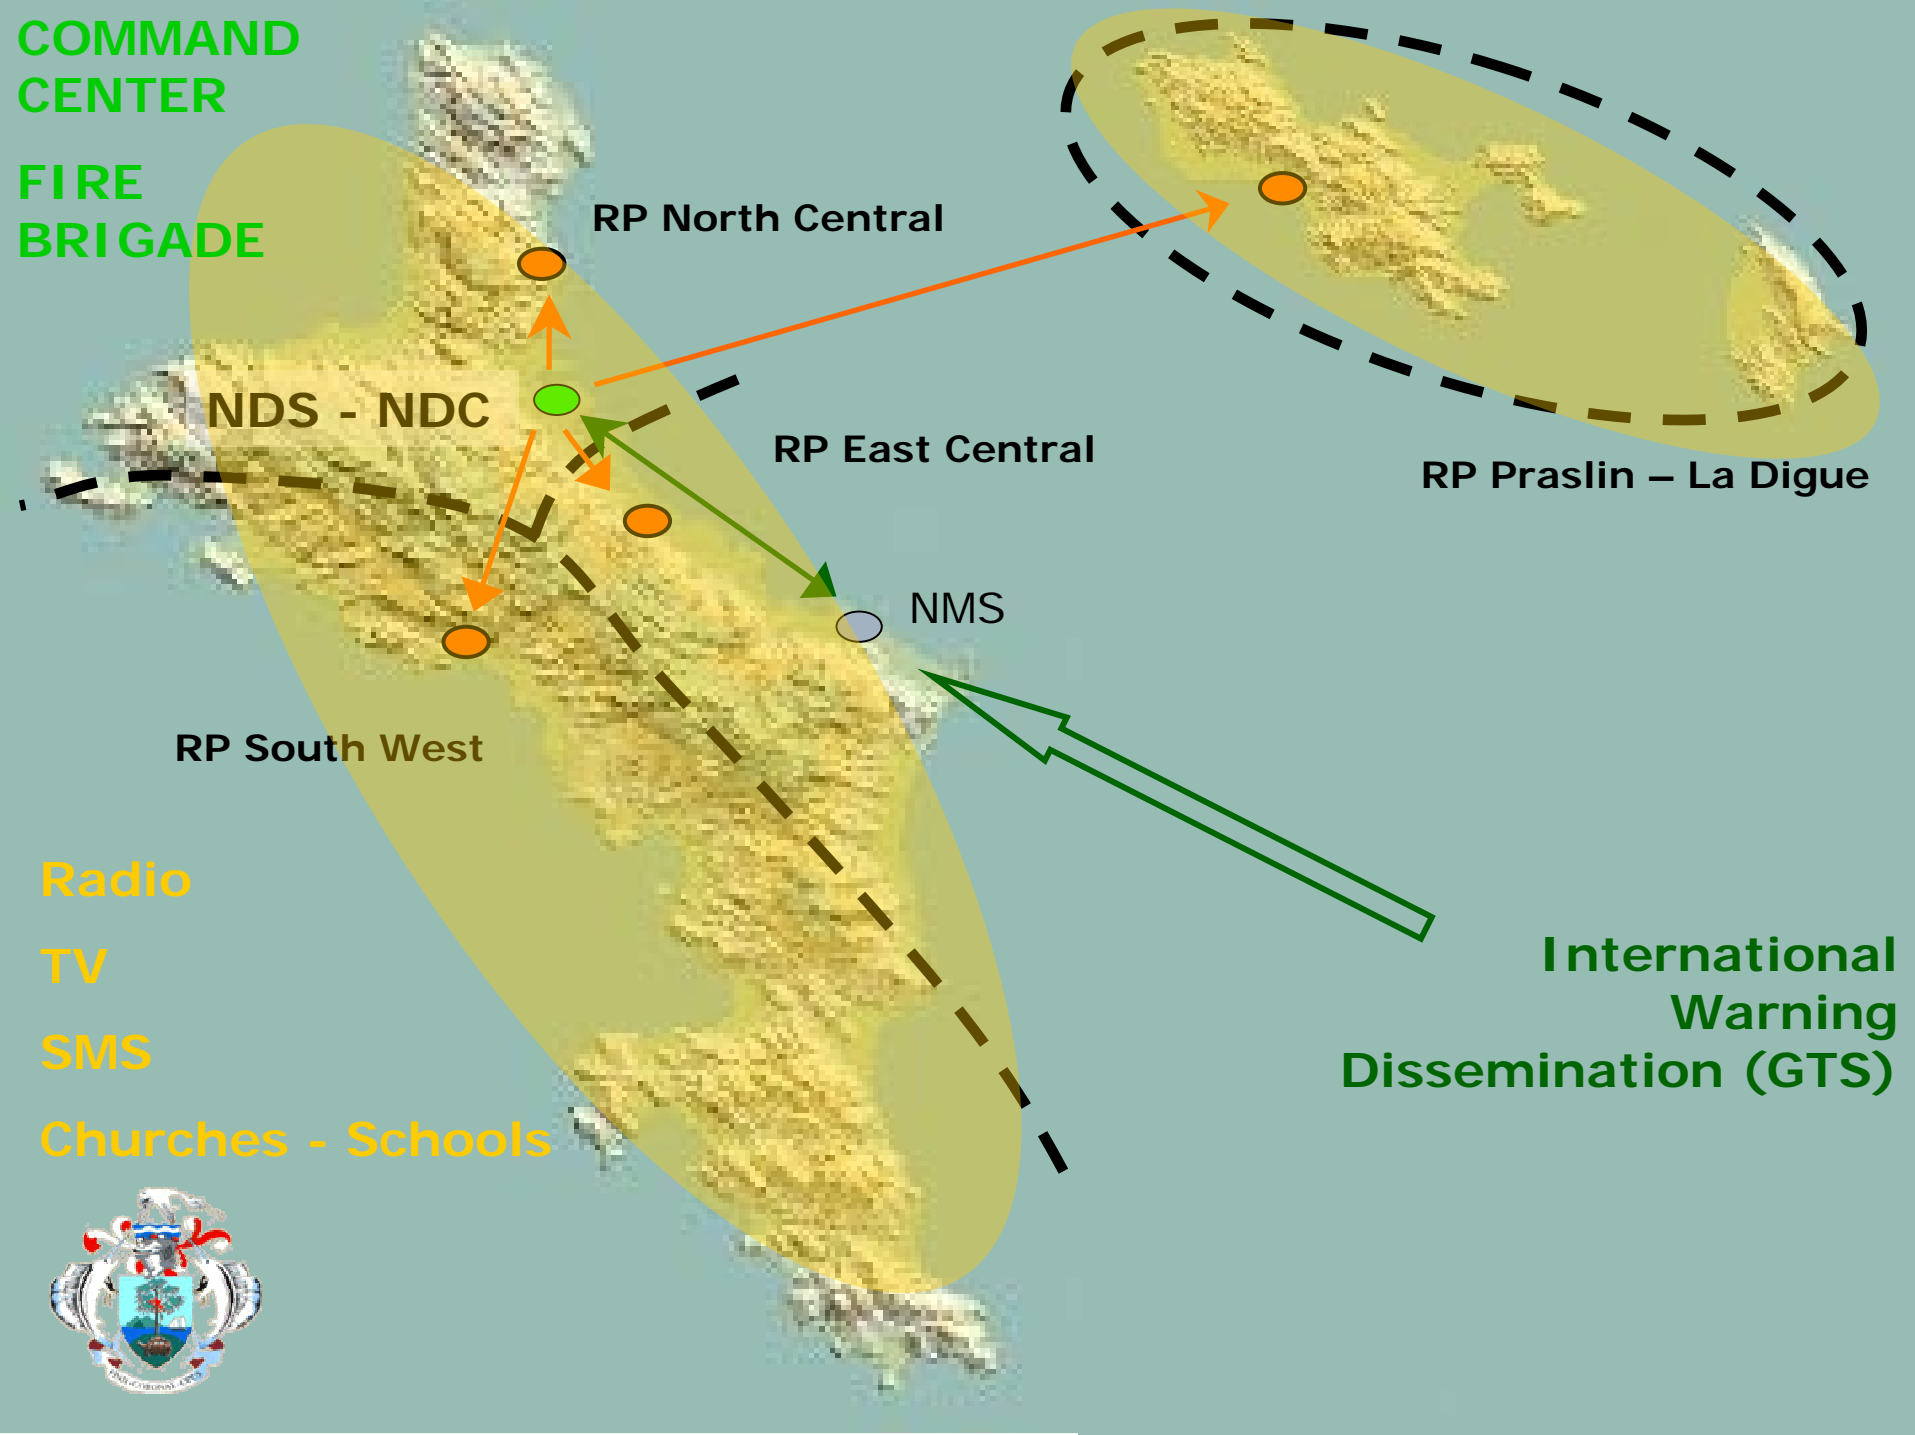 COMMAND
CENTER
FIRE
BRIGADE
RP North Central
NDS - NDC
RP East Central
RP Praslin – La Digue
NMS
RP South West
Radio
TV
SMS
Churches - Schools
International
Warning
Dissemination (GTS)